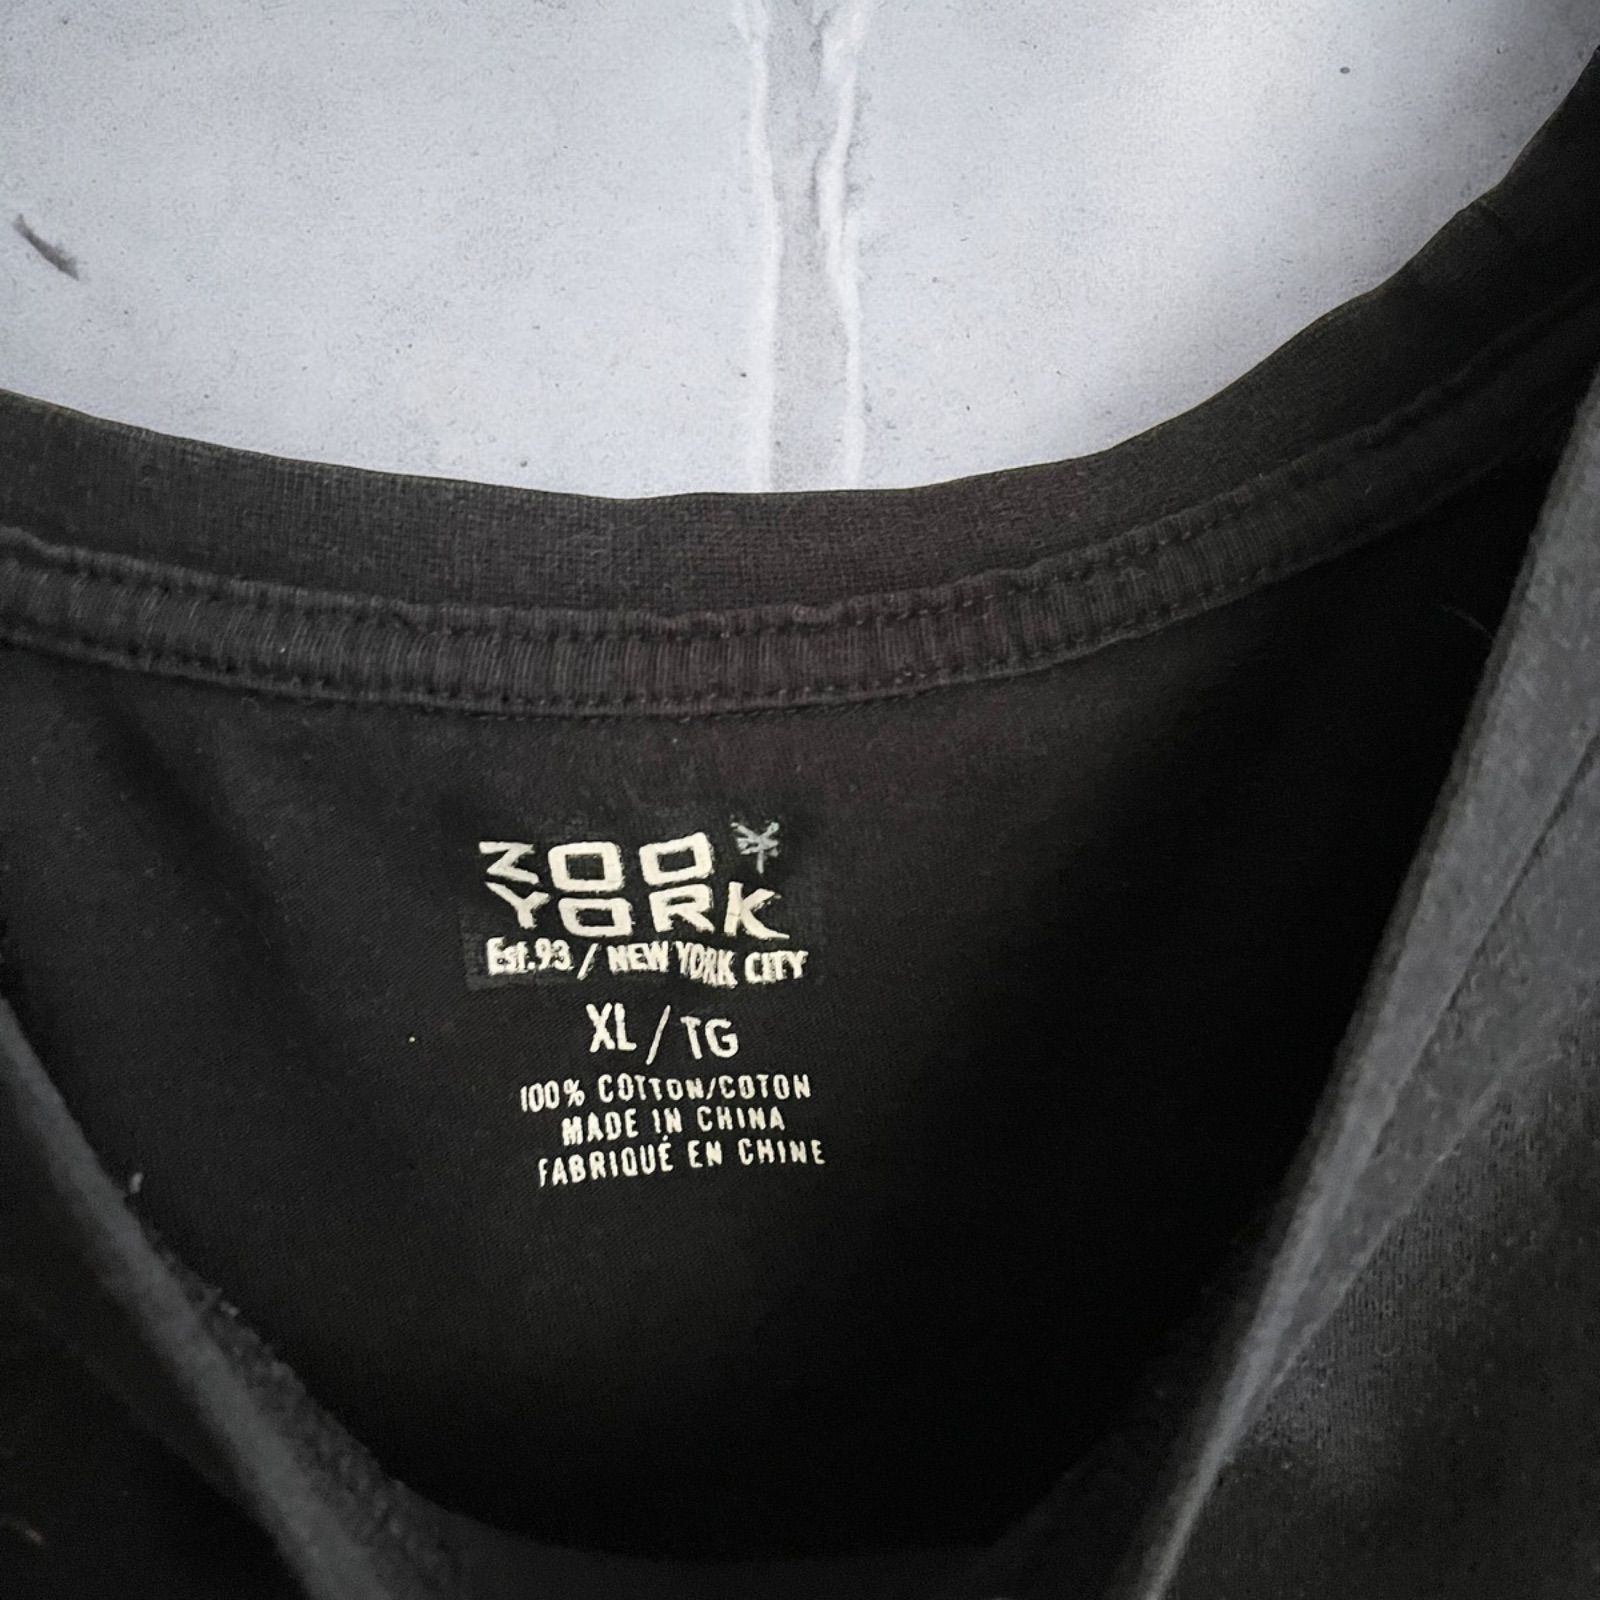 ZOO
YORK
Est.93 / NEW YORK CITY
XL / TG
100% COTTON/COTON
MADE IN CHINA
FABRIQUÉ EN CHINE